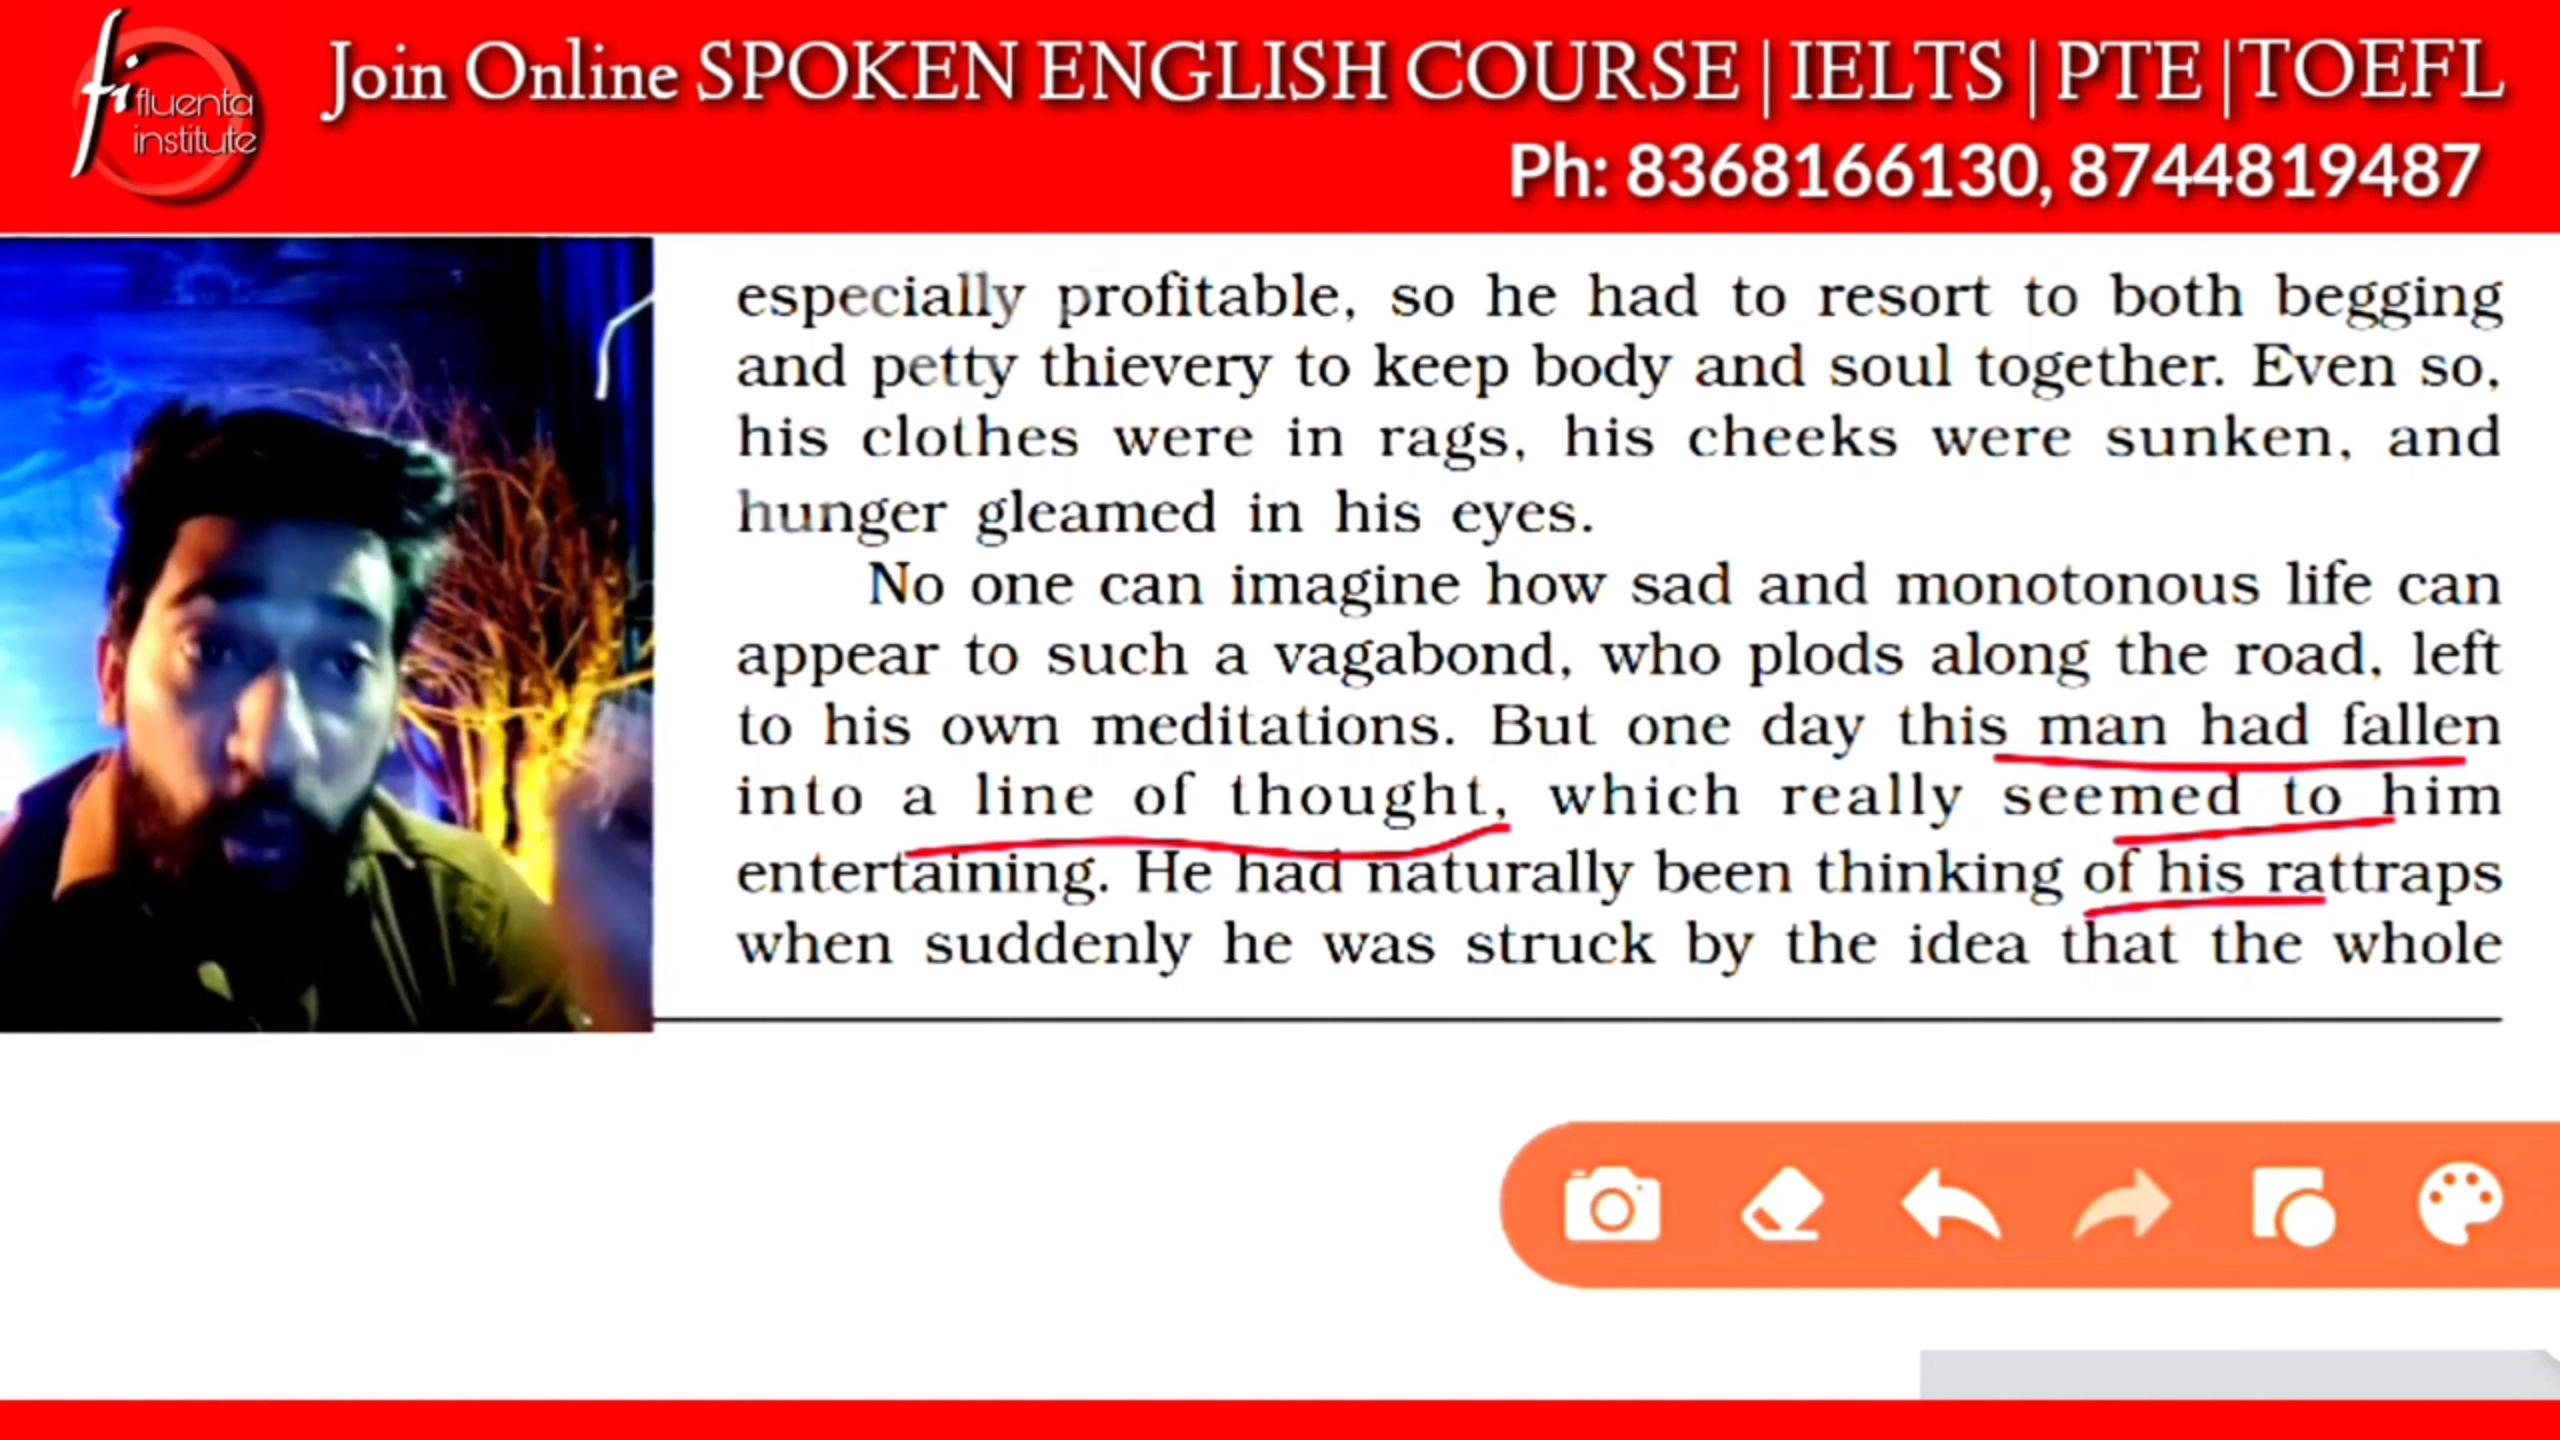 fi fluenta
institute
Join Online SPOKEN ENGLISH COURSE | IELTS | PTE |TOEFL
Ph: 8368166130, 8744819487
especially profitable, so he had to resort to both begging
and petty thievery to keep body and soul together. Even so,
his clothes were in rags, his cheeks were sunken, and
hunger gleamed in his eyes.
No one can imagine how sad and monotonous life can
appear to such a vagabond, who plods along the road, left
to his own meditations. But one day this man had fallen
into a line of thought, which really seemed to him
entertaining. He had naturally been thinking of his rattraps
when suddenly he was struck by the idea that the whole